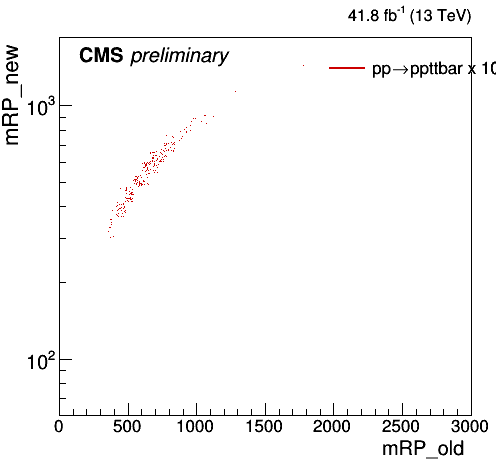 41.8 fb⁻¹ (13 TeV)
CMS preliminary
pp→ppttbar x 10
mRP_new
10³
10²
0 500 1000 1500 2000 2500 3000
mRP_old